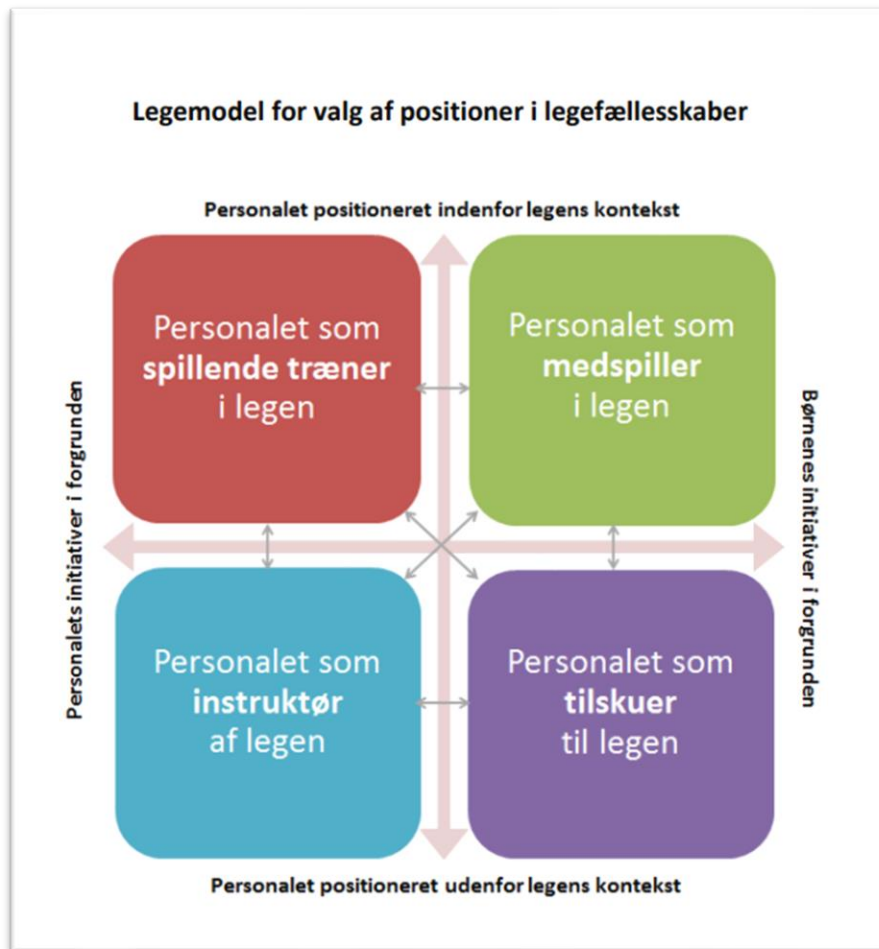 Legemodel for valg af positioner i legefællesskaber
Personalet positioneret indenfor legens kontekst
Personalet som
spillende træner
i legen
Personalet som
medspiller
i legen
Personalets initiativer i forgrunden
Børnenes initiativer i forgrunden
Personalet som
instruktør
af legen
Personalet som
tilskuer
til legen
Personalet positioneret udenfor legens kontekst